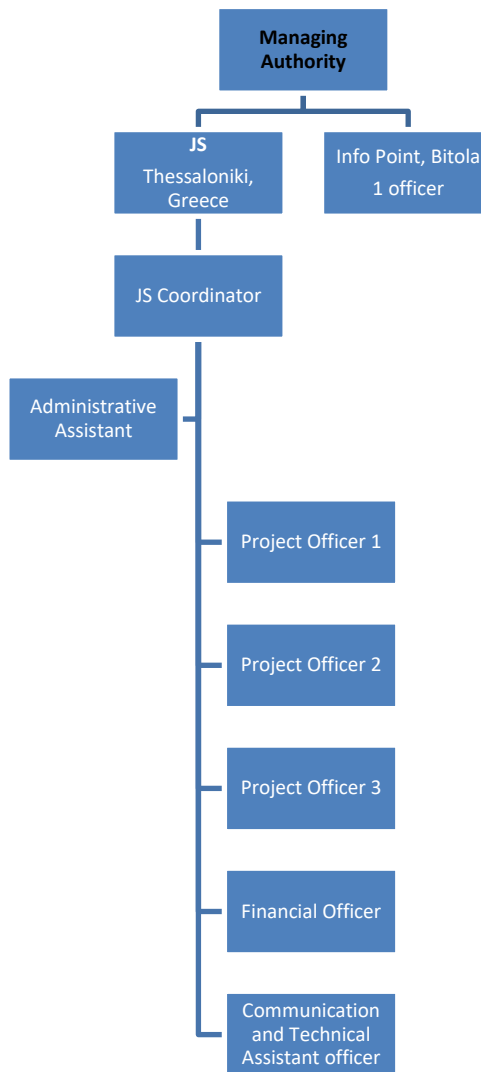 Managing
Authority
JS
Thessaloniki,
Greece
Info Point, Bitola
1 officer
JS Coordinator
Administrative
Assistant
Project Officer 1
Project Officer 2
Project Officer 3
Financial Officer
Communication
and Technical
Assistant officer